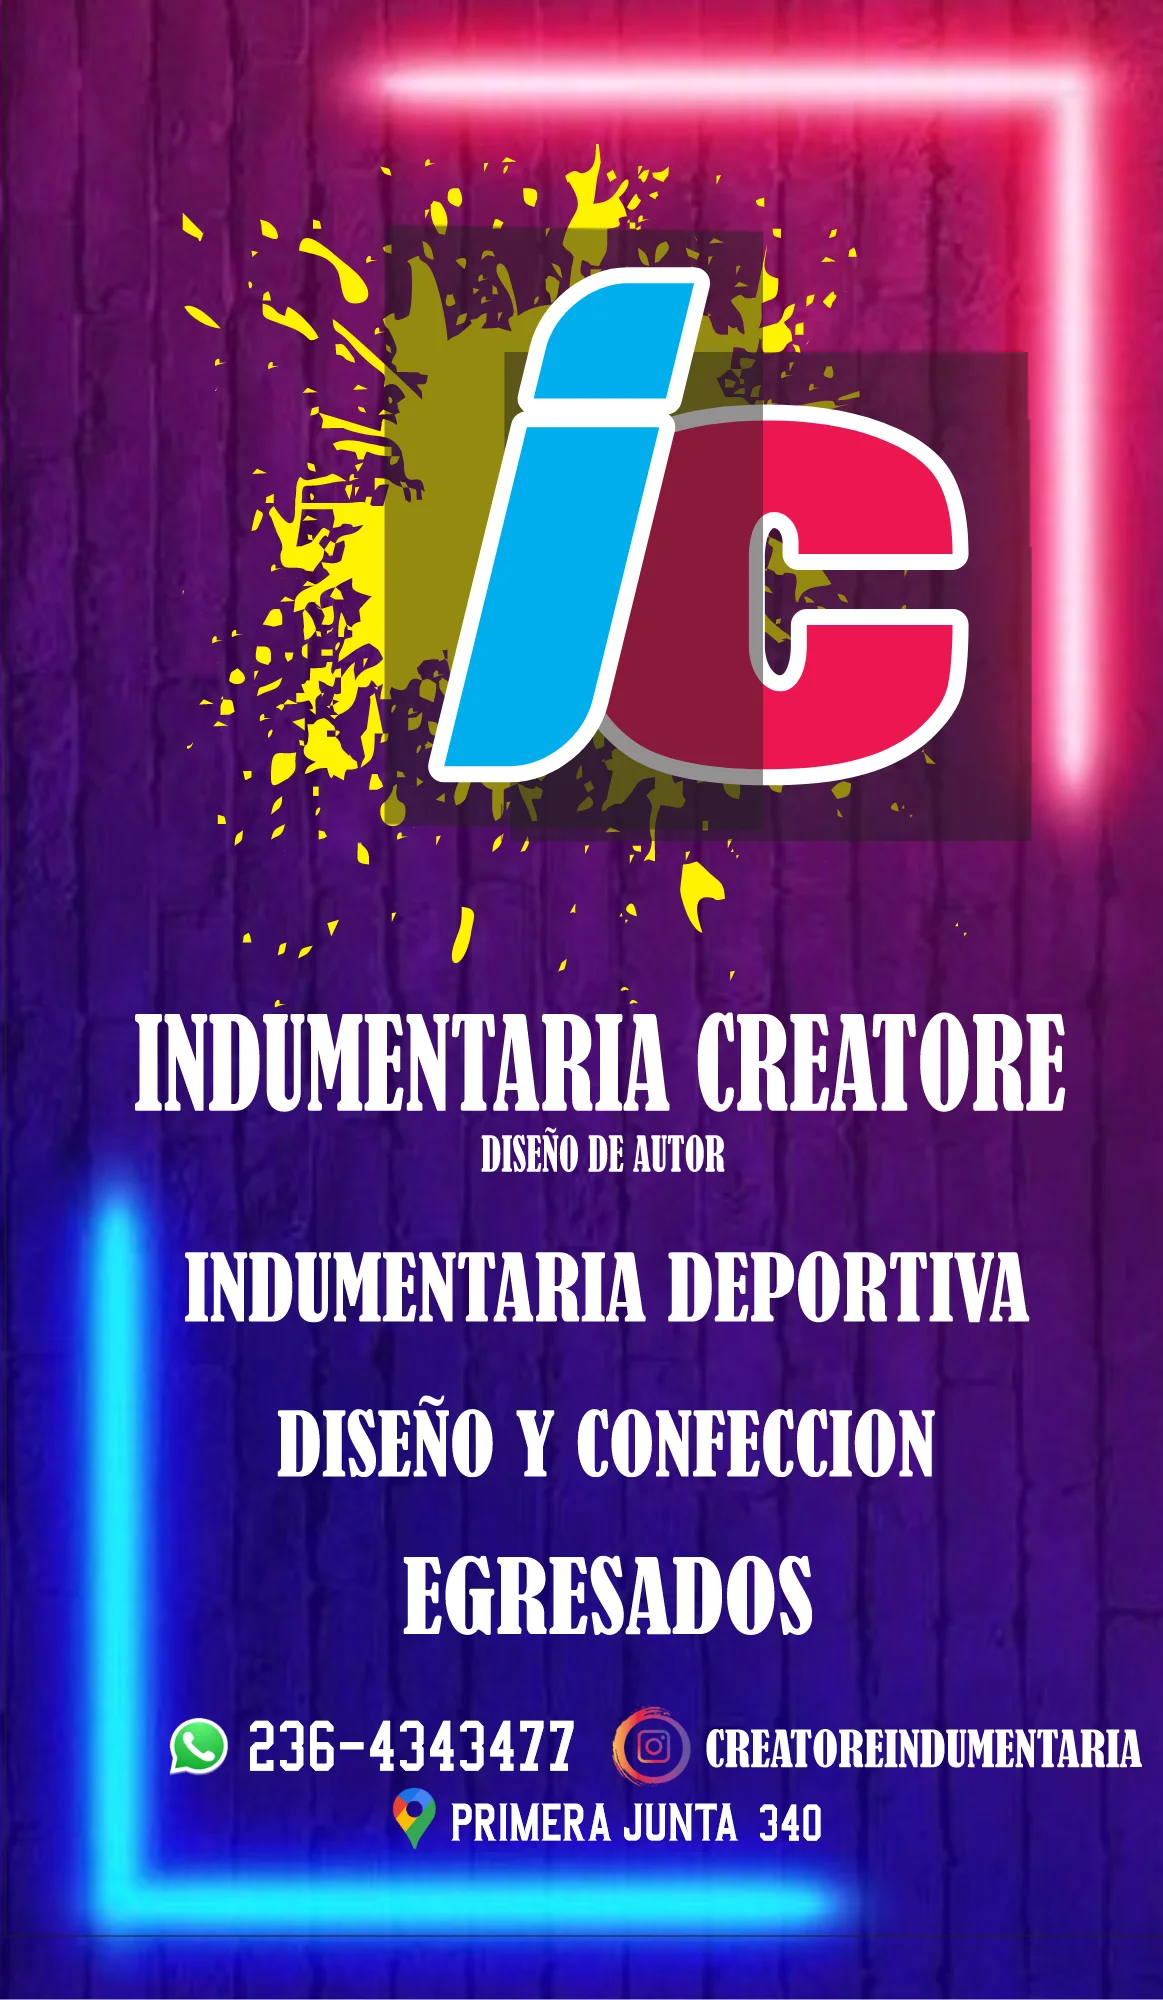 ic
INDUMENTARIA CREATORE
DISEÑO DE AUTOR
INDUMENTARIA DEPORTIVA
DISEÑO Y CONFECCION
EGRESADOS
236-4343477 CREATOREINDUMENTARIA
PRIMERA JUNTA 340